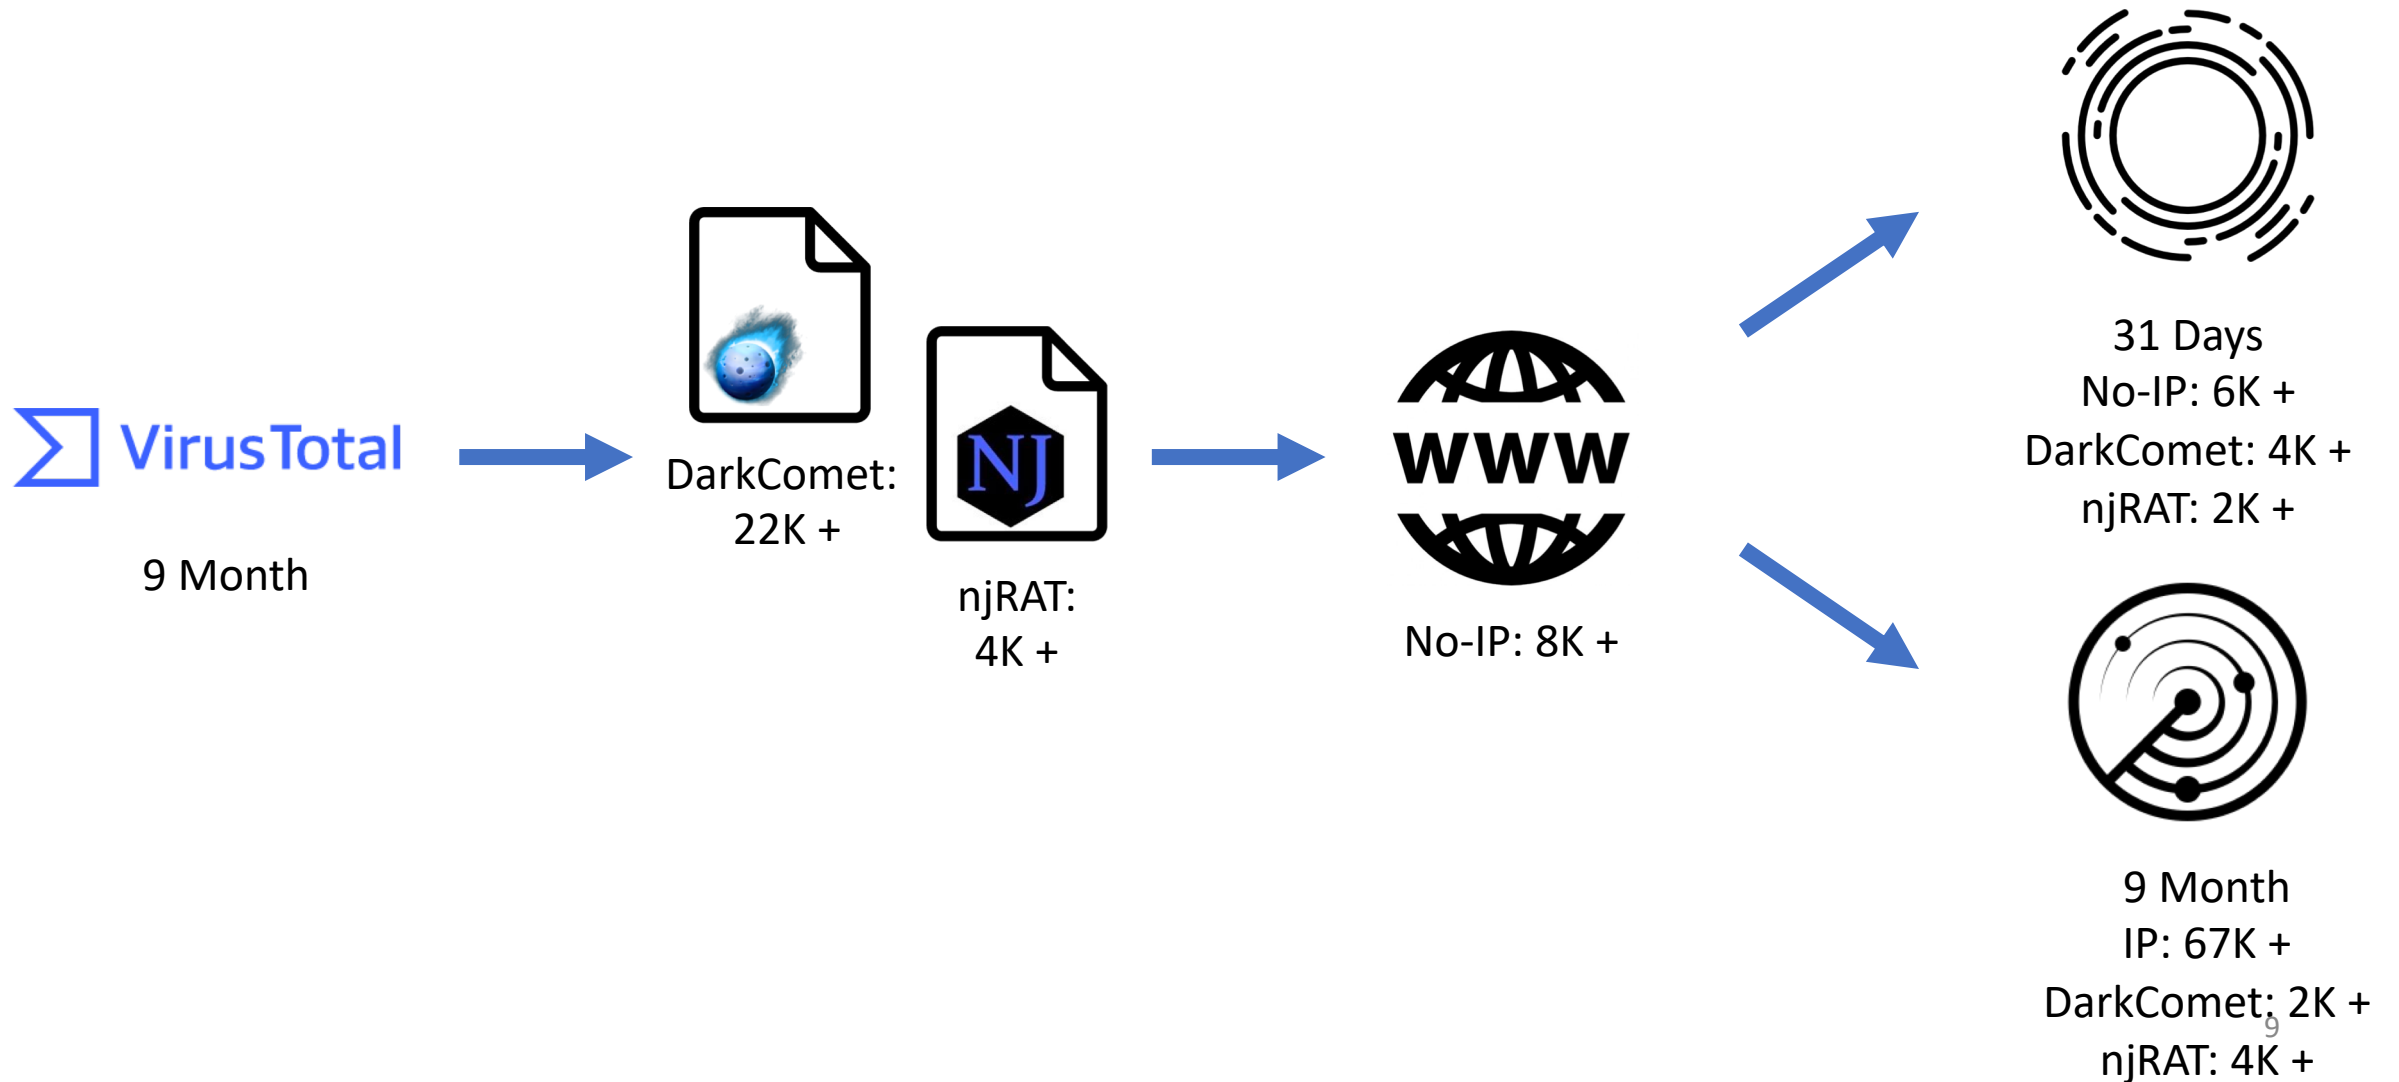 VirusTotal
9 Month
DarkComet:
22K +
NJ
njRAT:
4K +
WWW
No-IP: 8K +
31 Days
No-IP: 6K +
DarkComet: 4K +
njRAT: 2K +
9 Month
IP: 67K +
DarkComet: 2K +
njRAT: 4K +
9